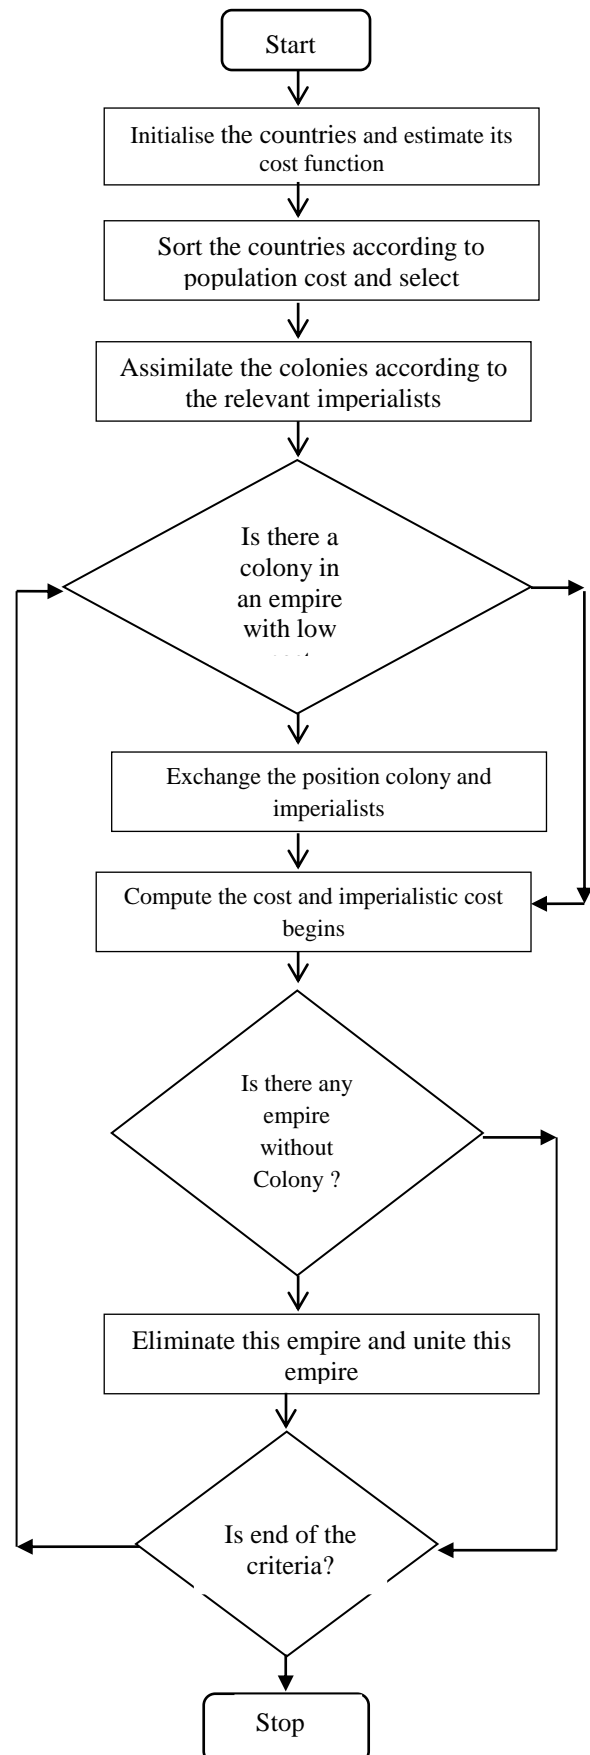 Start
Initialise the countries and estimate its
cost function
Sort the countries according to
population cost and select
Assimilate the colonies according to
the relevant imperialists
Is there a
colony in
an empire
with low
Exchange the position colony and
imperialists
Compute the cost and imperialistic cost
begins
Is there any
empire
without
Colony ?
Eliminate this empire and unite this
empire
Is end of the
criteria?
Stop